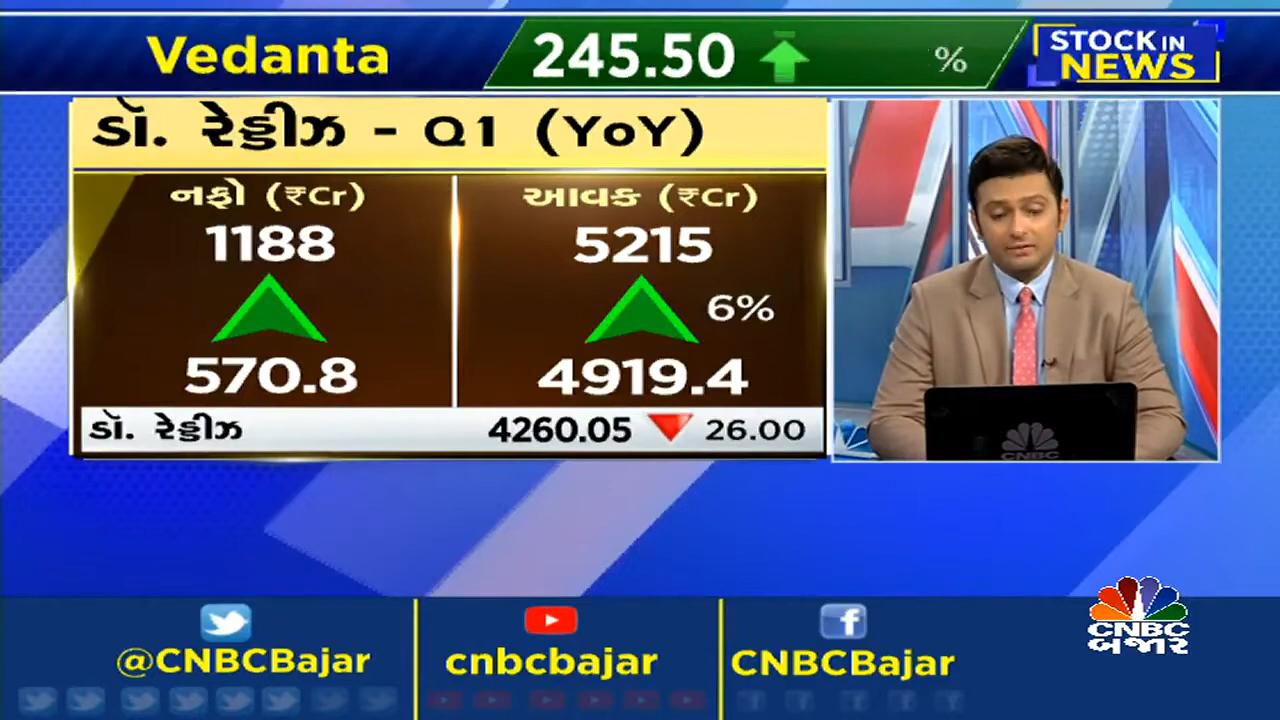 Vedanta 245.50 %
STOCK IN
NEWS
ડૉ. રેડ્ડીઝ - Q1 (YoY)
નફો (₹Cr)
1188
570.8
આવક (₹Cr)
5215
6%
4919.4
ડૉ. રેડ્ડીઝ 4260.05 26.00
CNBC
@CNBCBajar
cnbcbajar
CNBCBajar
CNBC
બજાર